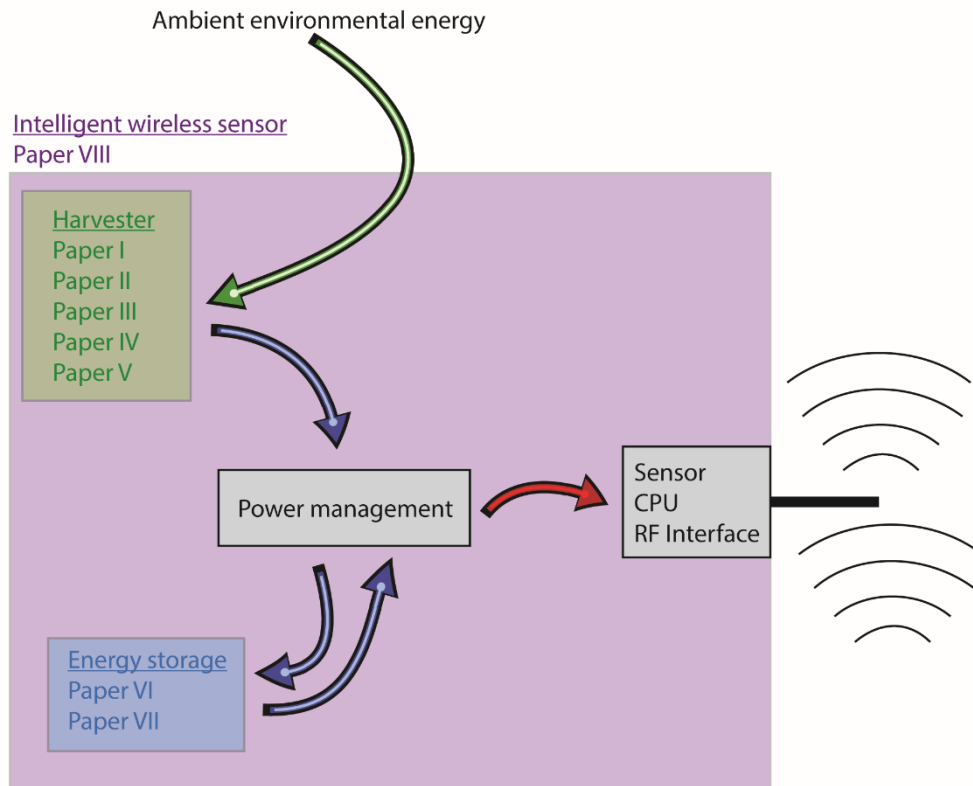 Ambient environmental energy
Intelligent wireless sensor
Paper VIII
Harvester
Paper I
Paper II
Paper III
Paper IV
Paper V
Power management
Sensor
CPU
RF Interface
Energy storage
Paper VI
Paper VII